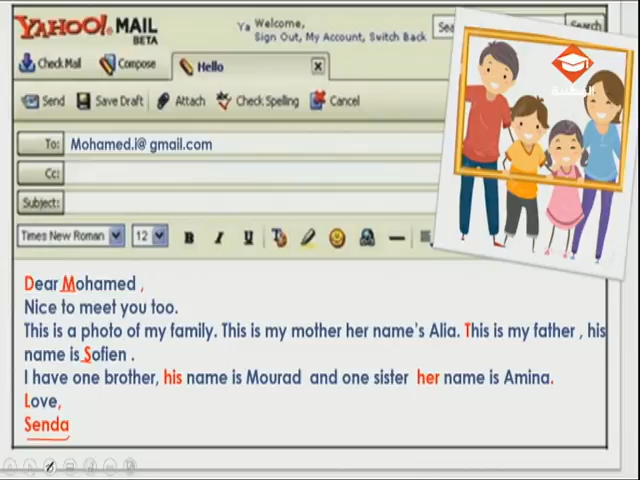 YAHOO! MAIL
BETA
Ya Welcome,
Sign Out, My Account, Switch Back
Search
Check Mail
Compose
Hello
Send
Save Draft
Attach
Check Spelling
Cancel
To: Mohamed.i@ gmail.com
Cc:
Subject:
Times New Roman
12
B I U
Dear Mohamed ,
Nice to meet you too.
This is a photo of my family. This is my mother her name's Alia. This is my father , his
name is Sofien .
I have one brother, his name is Mourad and one sister her name is Amina.
Love,
Senda